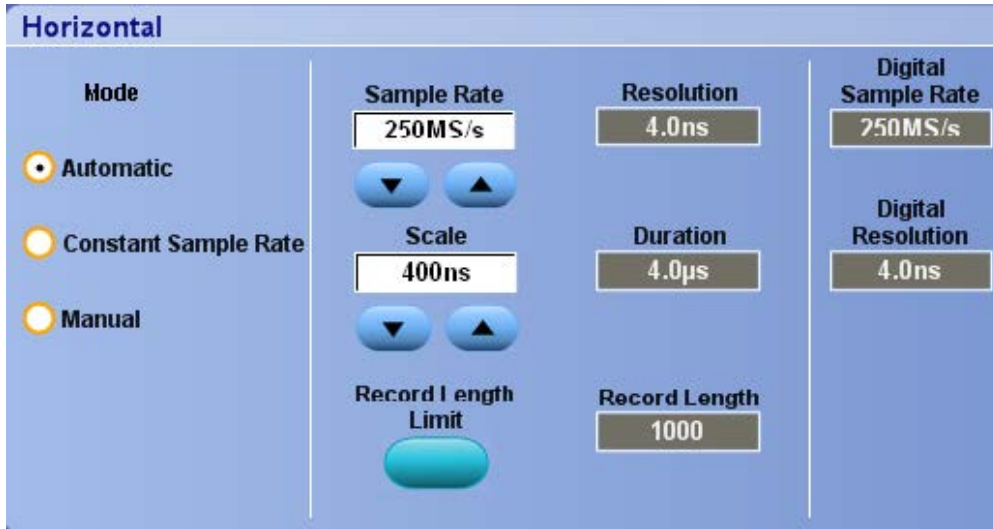 Horizontal
Mode
Automatic
Constant Sample Rate
Manual
Sample Rate
250MS/s
Scale
400ns
Record Length
Limit
Resolution
4.0ns
Duration
4.0µs
Record Length
1000
Digital
Sample Rate
250MS/s
Digital
Resolution
4.0ns